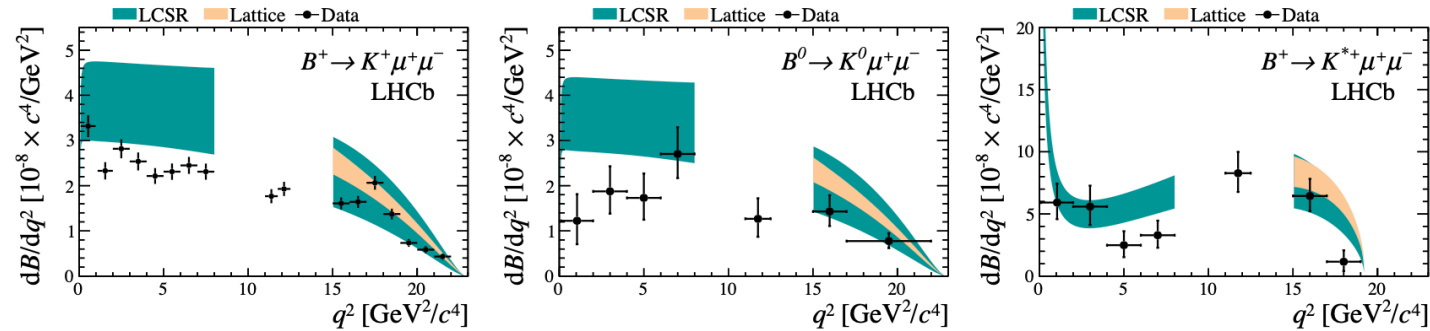 LCSR Lattice Data
dB/dq² [10⁻⁸ × c⁴/GeV²]
5
4
3
2
1
0
B⁺→K⁺μ⁺μ⁻
LHCb
0 5 10 15 20
q² [GeV²/c⁴]
LCSR Lattice Data
dB/dq² [10⁻⁸ × c⁴/GeV²]
5
4
3
2
1
0
B⁰→K⁰μ⁺μ⁻
LHCb
0 5 10 15 20
q² [GeV²/c⁴]
LCSR Lattice Data
dB/dq² [10⁻⁸ × c⁴/GeV²]
20
15
10
5
0
B⁺→K*⁺μ⁺μ⁻
LHCb
0 5 10 15 20
q² [GeV²/c⁴]